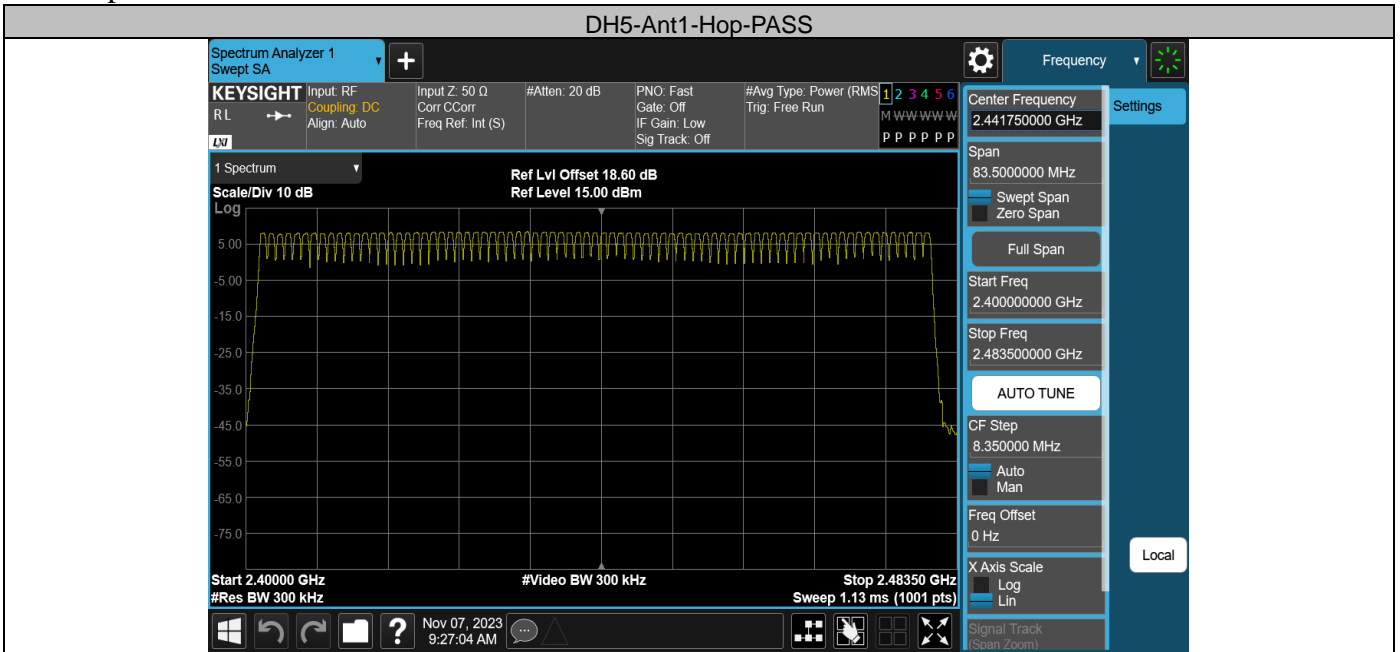 DH5-Ant1-Hop-PASS
Spectrum Analyzer 1
Swept SA
+
Frequency
KEYSIGHT
RL
LXI
Input: RF
Coupling: DC
Align: Auto
Input Z: 50 Ω
Corr CCorr
Freq Ref: Int (S)
#Atten: 20 dB
PNO: Fast
Gate: Off
IF Gain: Low
Sig Track: Off
#Avg Type: Power (RMS
Trig: Free Run
1 2 3 4 5 6
M W W W W W
P P P P P P
Center Frequency
2.441750000 GHz
Settings
Span
83.5000000 MHz
Swept Span
Zero Span
Full Span
Start Freq
2.400000000 GHz
Stop Freq
2.483500000 GHz
AUTO TUNE
CF Step
8.350000 MHz
Auto
Man
Freq Offset
0 Hz
X Axis Scale
Log
Lin
Signal Track
(Span Zoom)
Local
1 Spectrum
Scale/Div 10 dB
Ref Lvl Offset 18.60 dB
Ref Level 15.00 dBm
Log
5.00
-5.00
-15.0
-25.0
-35.0
-45.0
-55.0
-65.0
-75.0
Start 2.40000 GHz
#Video BW 300 kHz
Stop 2.48350 GHz
#Res BW 300 kHz
Sweep 1.13 ms (1001 pts)
?
Nov 07, 2023
9:27:04 AM